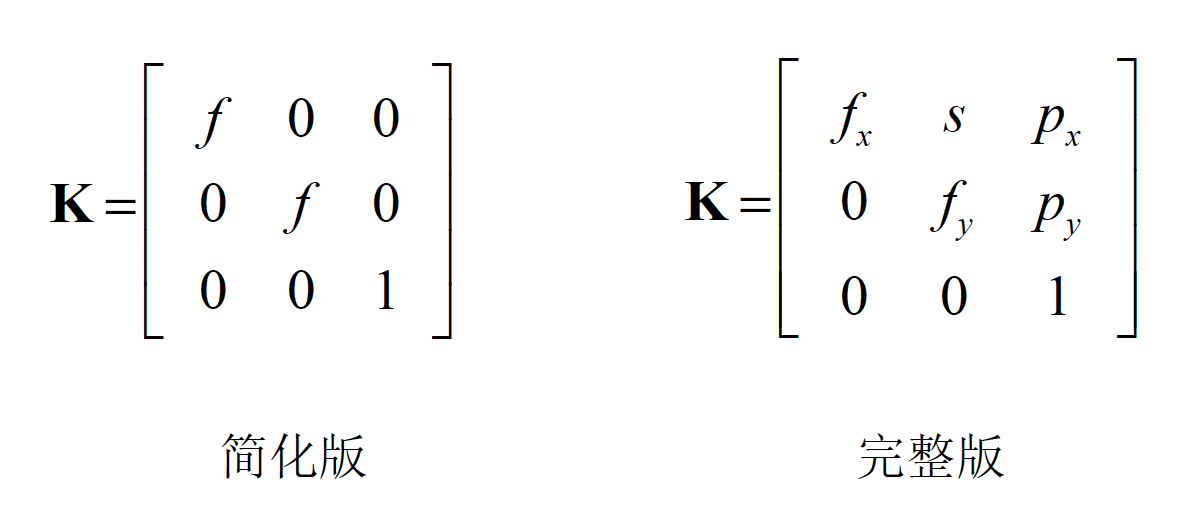 f 0 0
K = 0 f 0
0 0 1
简化版
f_x s p_x
K = 0 f_y p_y
0 0 1
完整版